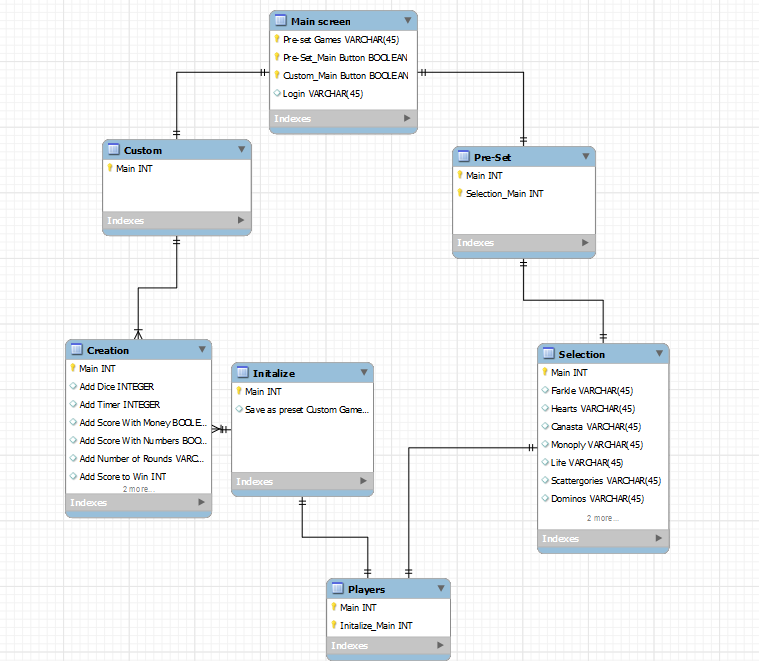 Main screen
Pre-set Games VARCHAR(45)
Pre-Set_Main Button BOOLEAN
Custom_Main Button BOOLEAN
Login VARCHAR(45)
Indexes
Custom
Main INT
Indexes
Pre-Set
Main INT
Selection_Main INT
Indexes
Creation
Main INT
Add Dice INTEGER
Add Timer INTEGER
Add Score With Money BOOLE...
Add Score With Numbers BOO...
Add Number of Rounds VARC...
Add Score to Win INT
2 more...
Indexes
Initalize
Main INT
Save as preset Custom Game...
Indexes
Selection
Main INT
Farkle VARCHAR(45)
Hearts VARCHAR(45)
Canasta VARCHAR(45)
Monoply VARCHAR(45)
Life VARCHAR(45)
Scattergories VARCHAR(45)
Dominos VARCHAR(45)
2 more...
Indexes
Players
Main INT
Initalize_Main INT
Indexes